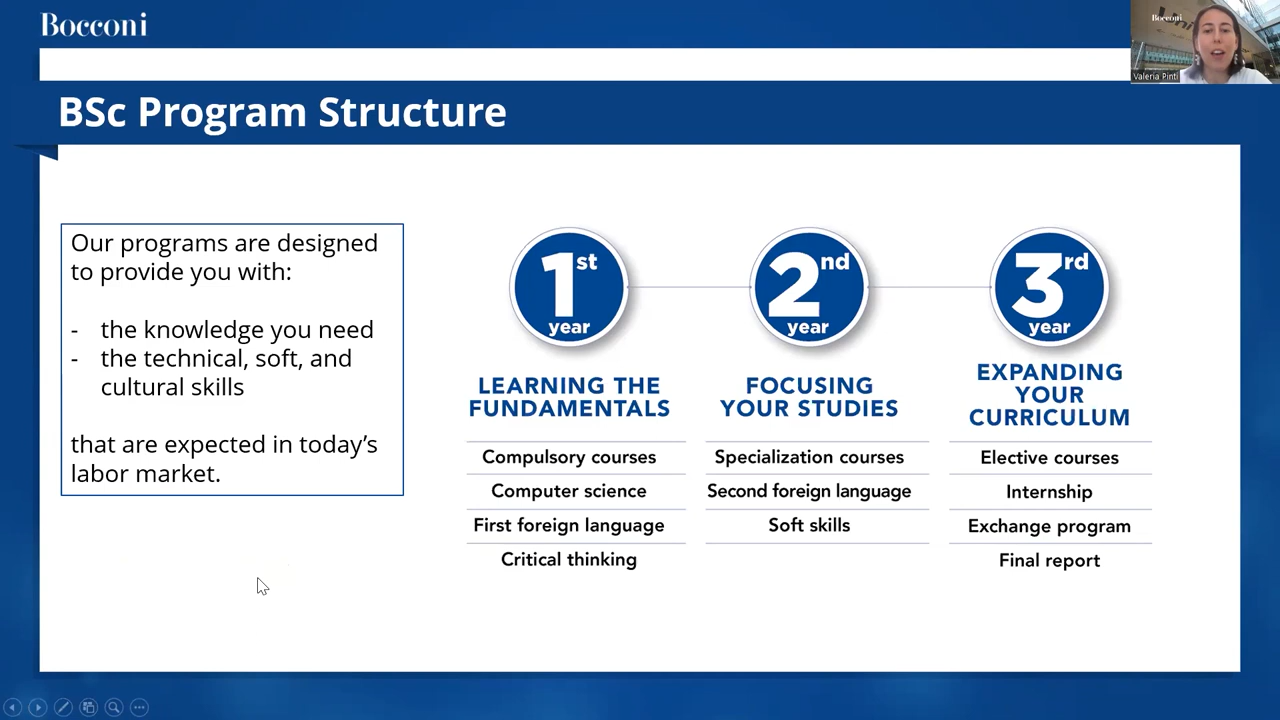 Bocconi
BSc Program Structure
Bocconi
Valeria Pinti
Our programs are designed
to provide you with:
- the knowledge you need
- the technical, soft, and
cultural skills
that are expected in today's
labor market.
1st
year
LEARNING THE
FUNDAMENTALS
Compulsory courses
Computer science
First foreign language
Critical thinking
2nd
year
FOCUSING
YOUR STUDIES
Specialization courses
Second foreign language
Soft skills
3rd
year
EXPANDING
YOUR
CURRICULUM
Elective courses
Internship
Exchange program
Final report